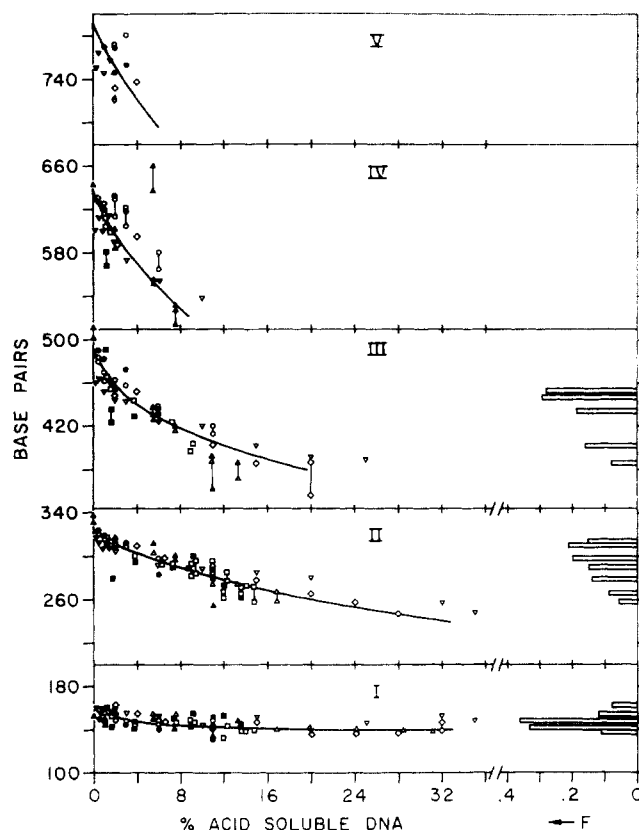 V
740
660
IV
580
500
III
420
BASE PAIRS
340
II
260
180
I
100
0 8 16 24 32 .4 .2 0
% ACID SOLUBLE DNA ← F